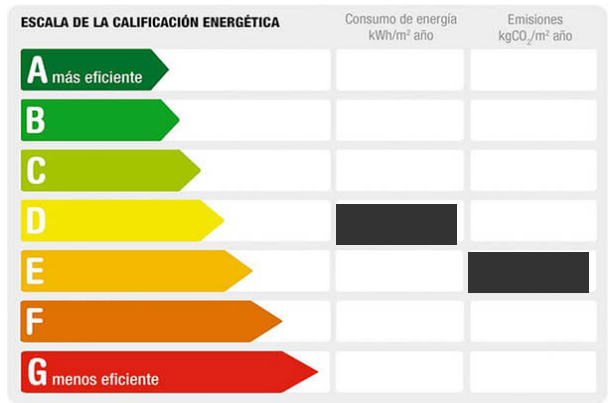 ESCALA DE LA CALIFICACIÓN ENERGÉTICA
Consumo de energía
kWh/m² año
Emisiones
kgCO₂/m² año
A más eficiente
B
C
D
E
F
G menos eficiente